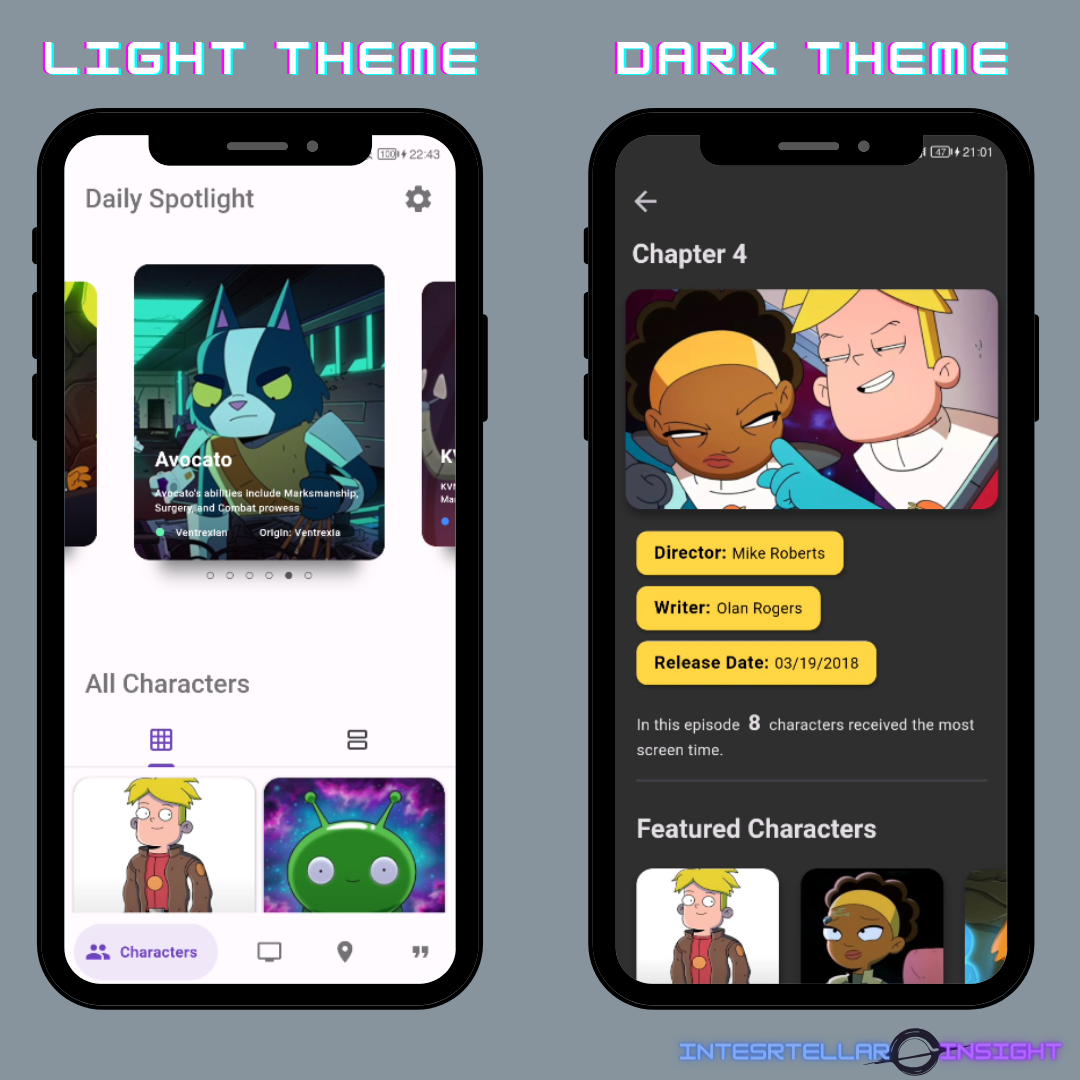 LIGHT THEME
DARK THEME
100 22:43
Daily Spotlight
Avocato
Avocato's abilities include Marksmanship,
Surgery, and Combat prowess
Ventrexian Origin: Ventrexia
All Characters
Characters
47 21:01
Chapter 4
Director: Mike Roberts
Writer: Olan Rogers
Release Date: 03/19/2018
In this episode 8 characters received the most
screen time.
Featured Characters
INTESRTELLAR INSIGHT